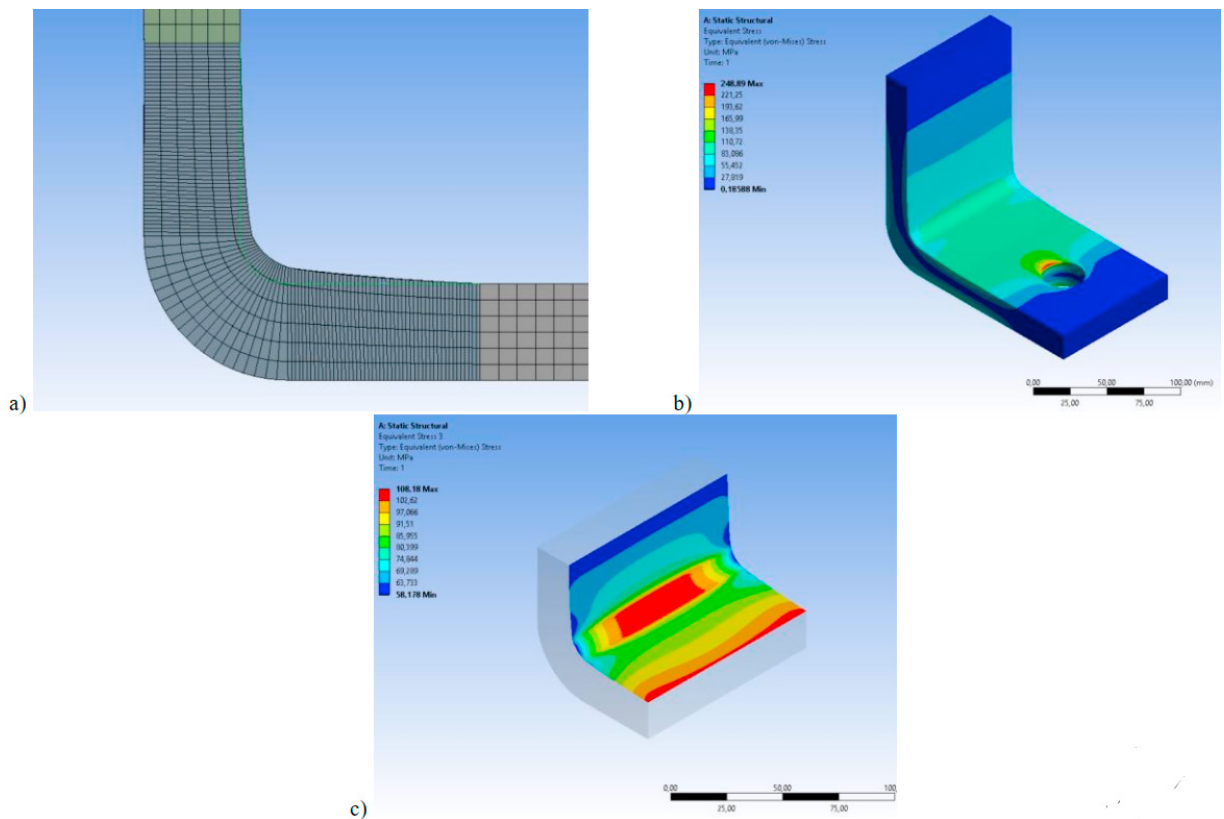 a)
A: Static Structural
Equivalent Stress
Type: Equivalent (von-Mises) Stress
Unit: MPa
Time: 1
248,89 Max
221,25
193,62
165,99
138,35
110,72
83,086
55,452
27,819
0,18588 Min
0,00
50,00
100,00 (mm)
25,00
75,00
b)
A: Static Structural
Equivalent Stress 3
Type: Equivalent (von-Mises) Stress
Unit: MPa
Time: 1
108,18 Max
102,62
97,066
91,51
85,955
80,399
74,844
69,289
63,733
58,178 Min
0,00
50,00
100,
25,00
75,00
c)